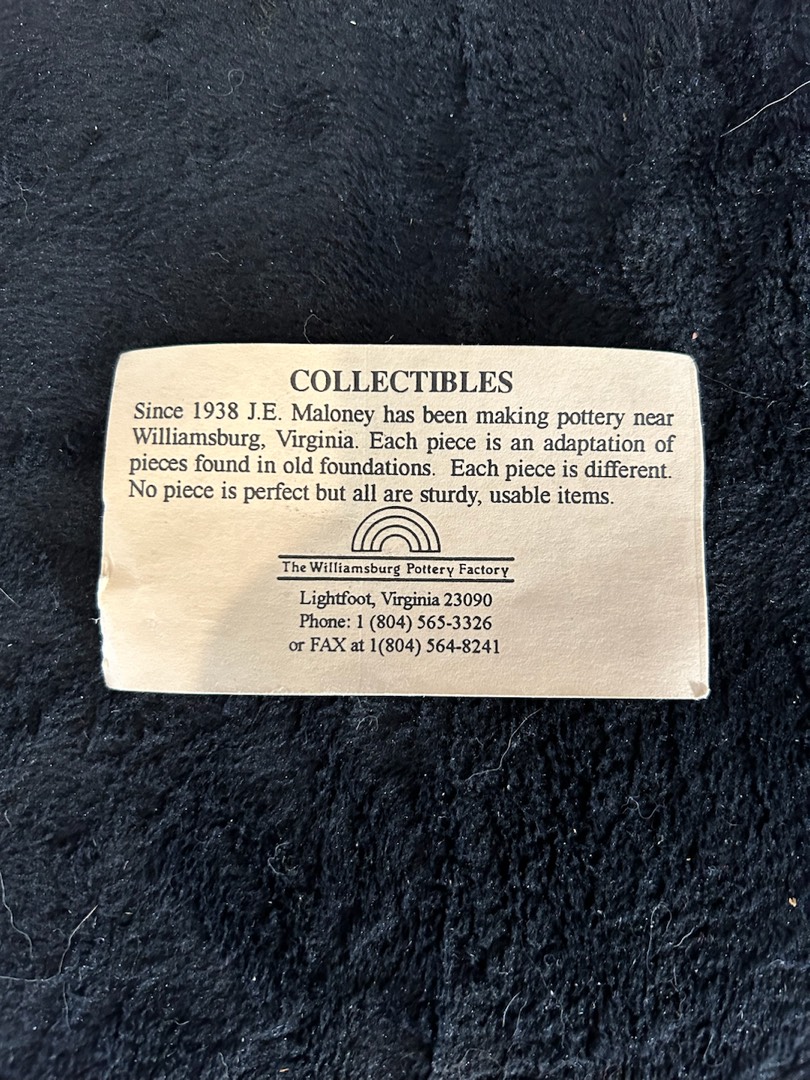 COLLECTIBLES
Since 1938 J.E. Maloney has been making pottery near
Williamsburg, Virginia. Each piece is an adaptation of
pieces found in old foundations. Each piece is different.
No piece is perfect but all are sturdy, usable items.
The Williamsburg Pottery Factory
Lightfoot, Virginia 23090
Phone: 1 (804) 565-3326
or FAX at 1(804) 564-8241